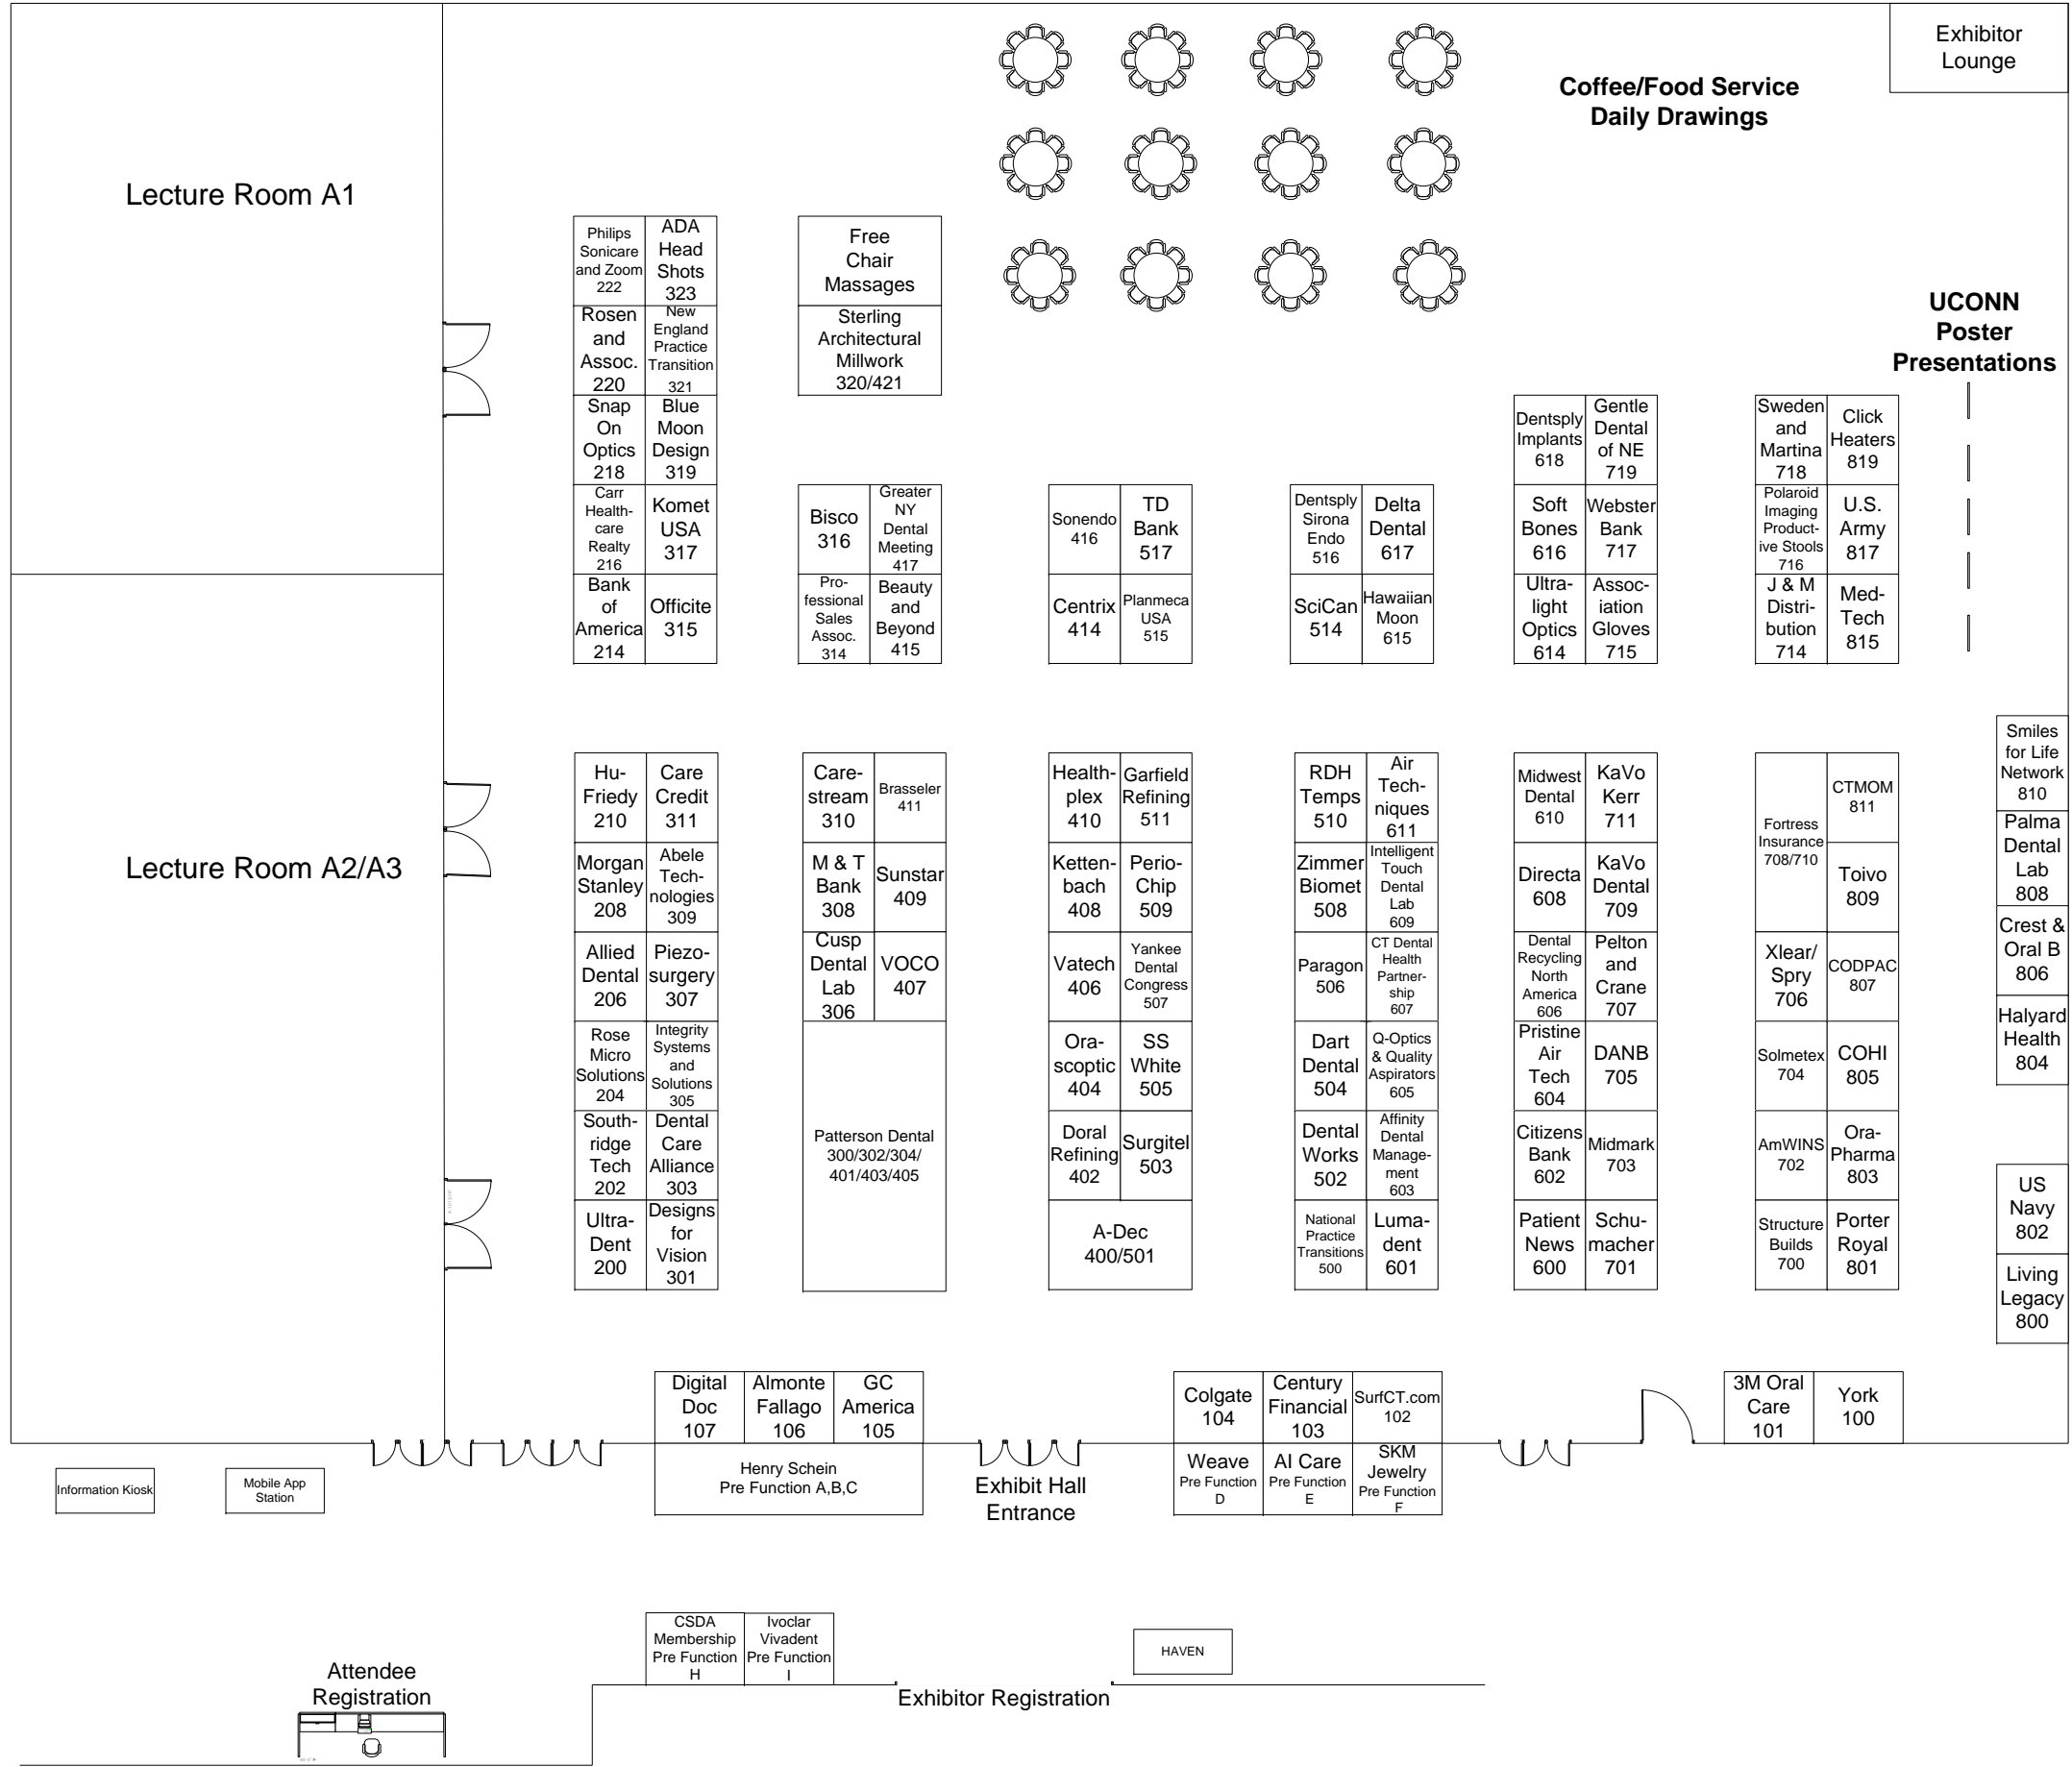 Exhibitor
Lounge
Coffee/Food Service
Daily Drawings
Lecture Room A1
UCONN
Poster
Presentations
Philips
Sonicare
and Zoom
222
ADA
Head
Shots
323
Free
Chair
Massages
Rosen
and
Assoc.
220
New
England
Practice
Transition
321
Sterling
Architectural
Millwork
320/421
Snap
On
Optics
218
Blue
Moon
Design
319
Dentsply
Implants
618
Gentle
Dental
of NE
719
Sweden
and
Martina
718
Click
Heaters
819
Carr
Health-
care
Realty
216
Komet
USA
317
Bisco
316
Greater
NY
Dental
Meeting
417
Sonendo
416
TD
Bank
517
Dentsply
Sirona
Endo
516
Delta
Dental
617
Soft
Bones
616
Webster
Bank
717
Polaroid
Imaging
Product-
ive Stools
716
U.S.
Army
817
Bank
of
America
214
Officite
315
Pro-
fessional
Sales
Assoc.
314
Beauty
and
Beyond
415
Centrix
414
Planmeca
USA
515
SciCan
514
Hawaiian
Moon
615
Ultra-
light
Optics
614
Assoc-
iation
Gloves
715
J & M
Distri-
bution
714
Med-
Tech
815
Lecture Room A2/A3
Hu-
Friedy
210
Care
Credit
311
Care-
stream
310
Brasseler
411
Health-
plex
410
Garfield
Refining
511
RDH
Temps
510
Air
Tech-
niques
611
Midwest
Dental
610
KaVo
Kerr
711
Fortress
Insurance
708/710
CTMOM
811
Smiles
for Life
Network
810
Morgan
Stanley
208
Abele
Tech-
nologies
309
M & T
Bank
308
Sunstar
409
Ketten-
bach
408
Perio-
Chip
509
Zimmer
Biomet
508
Intelligent
Touch
Dental
Lab
609
Directa
608
KaVo
Dental
709
Toivo
809
Palma
Dental
Lab
808
Allied
Dental
206
Piezo-
surgery
307
Cusp
Dental
Lab
306
VOCO
407
Vatech
406
Yankee
Dental
Congress
507
Paragon
506
CT Dental
Health
Partner-
ship
607
Dental
Recycling
North
America
606
Pelton
and
Crane
707
Xlear/
Spry
706
CODPAC
807
Crest &
Oral B
806
Rose
Micro
Solutions
204
Integrity
Systems
and
Solutions
305
Patterson Dental
300/302/304/
401/403/405
Ora-
scoptic
404
SS
White
505
Dart
Dental
504
Q-Optics
& Quality
Aspirators
605
Pristine
Air
Tech
604
DANB
705
Solmetex
704
COHI
805
Halyard
Health
804
South-
ridge
Tech
202
Dental
Care
Alliance
303
Doral
Refining
402
Surgitel
503
Dental
Works
502
Affinity
Dental
Manage-
ment
603
Citizens
Bank
602
Midmark
703
AmWINS
702
Ora-
Pharma
803
US
Navy
802
Ultra-
Dent
200
Designs
for
Vision
301
A-Dec
400/501
National
Practice
Transitions
500
Luma-
dent
601
Patient
News
600
Schu-
macher
701
Structure
Builds
700
Porter
Royal
801
Living
Legacy
800
Digital
Doc
107
Almonte
Fallago
106
GC
America
105
Colgate
104
Century
Financial
103
SurfCT.com
102
3M Oral
Care
101
York
100
Information Kiosk
Mobile App
Station
Henry Schein
Pre Function A,B,C
Exhibit Hall
Entrance
Weave
Pre Function
D
AI Care
Pre Function
E
SKM
Jewelry
Pre Function
F
CSDA
Membership
Pre Function
H
Ivoclar
Vivadent
Pre Function
I
HAVEN
Attendee
Registration
Exhibitor Registration